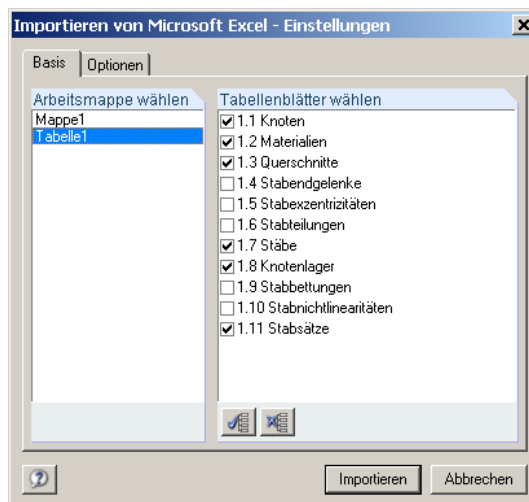 Importieren von Microsoft Excel - Einstellungen
Basis
Optionen
Arbeitsmappe wählen
Mappe1
Tabelle1
Tabellenblätter wählen
1.1 Knoten
1.2 Materialien
1.3 Querschnitte
1.4 Stabendgelenke
1.5 Stabexzentrizitäten
1.6 Stabteilungen
1.7 Stäbe
1.8 Knotenlager
1.9 Stabbettungen
1.10 Stabnichtlinearitäten
1.11 Stabsätze
Importieren
Abbrechen